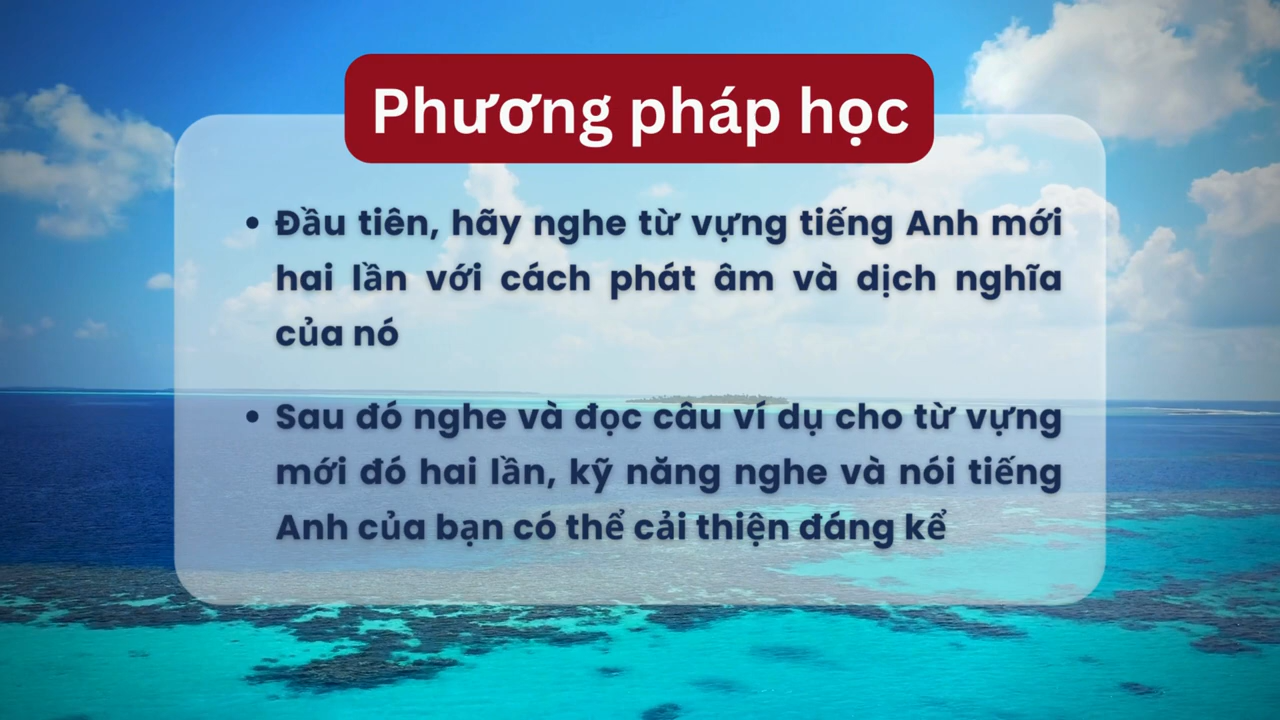 Phương pháp học
• Đầu tiên, hãy nghe từ vựng tiếng Anh mới
hai lần với cách phát âm và dịch nghĩa
của nó
• Sau đó nghe và đọc câu ví dụ cho từ vựng
mới đó hai lần, kỹ năng nghe và nói tiếng
Anh của bạn có thể cải thiện đáng kể